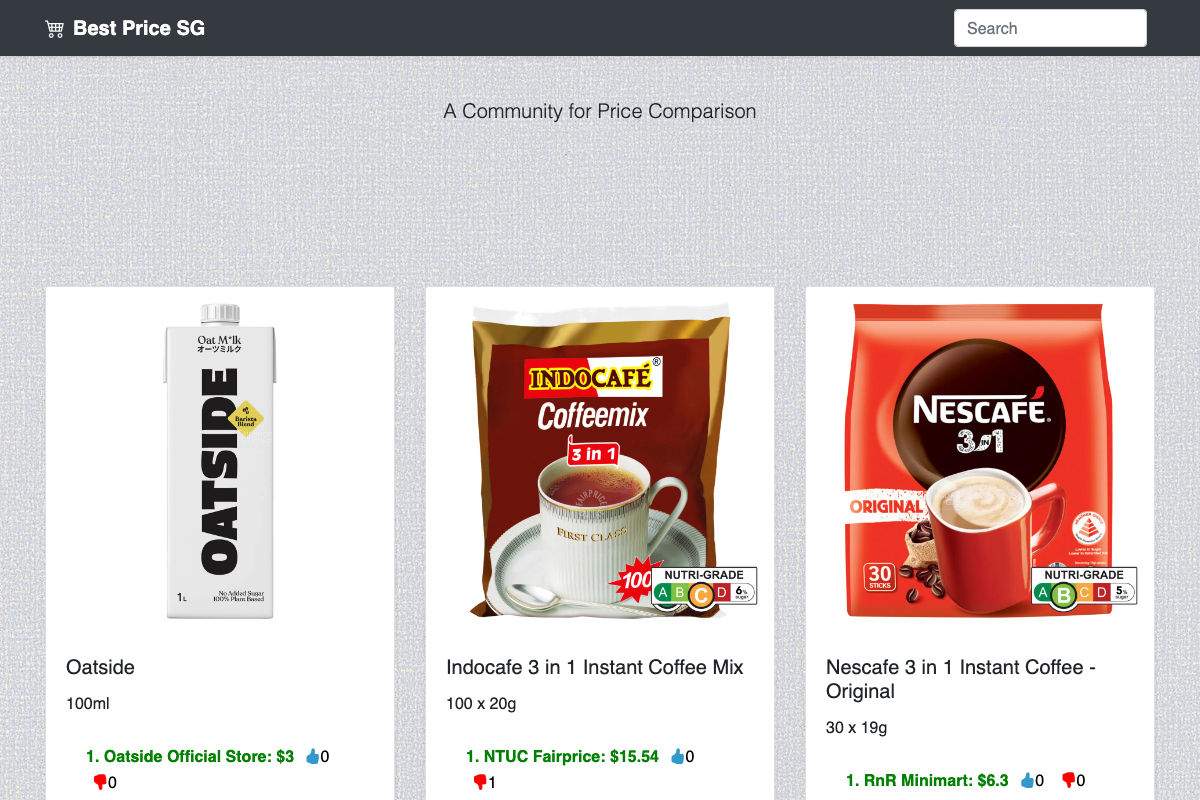 Best Price SG
Search
A Community for Price Comparison
Oat M*lk
オーツミルク
OATSIDE
Barista
Blend
1L
No Added Sugar
100% Plant Based
INDOCAFÉ®
Coffeemix
3 in 1
FAIRPRICE
FIRST CLASS
100
NUTRI-GRADE
A B C D 6%
sugar
NESCAFÉ.
3 IN 1
ORIGINAL
30
STICKS
NUTRI-GRADE
A B C D 5%
sugar
Oatside
100ml
1. Oatside Official Store: $3 0
0
Indocafe 3 in 1 Instant Coffee Mix
100 x 20g
1. NTUC Fairprice: $15.54 0
1
Nescafe 3 in 1 Instant Coffee -
Original
30 x 19g
1. RnR Minimart: $6.3 0 0